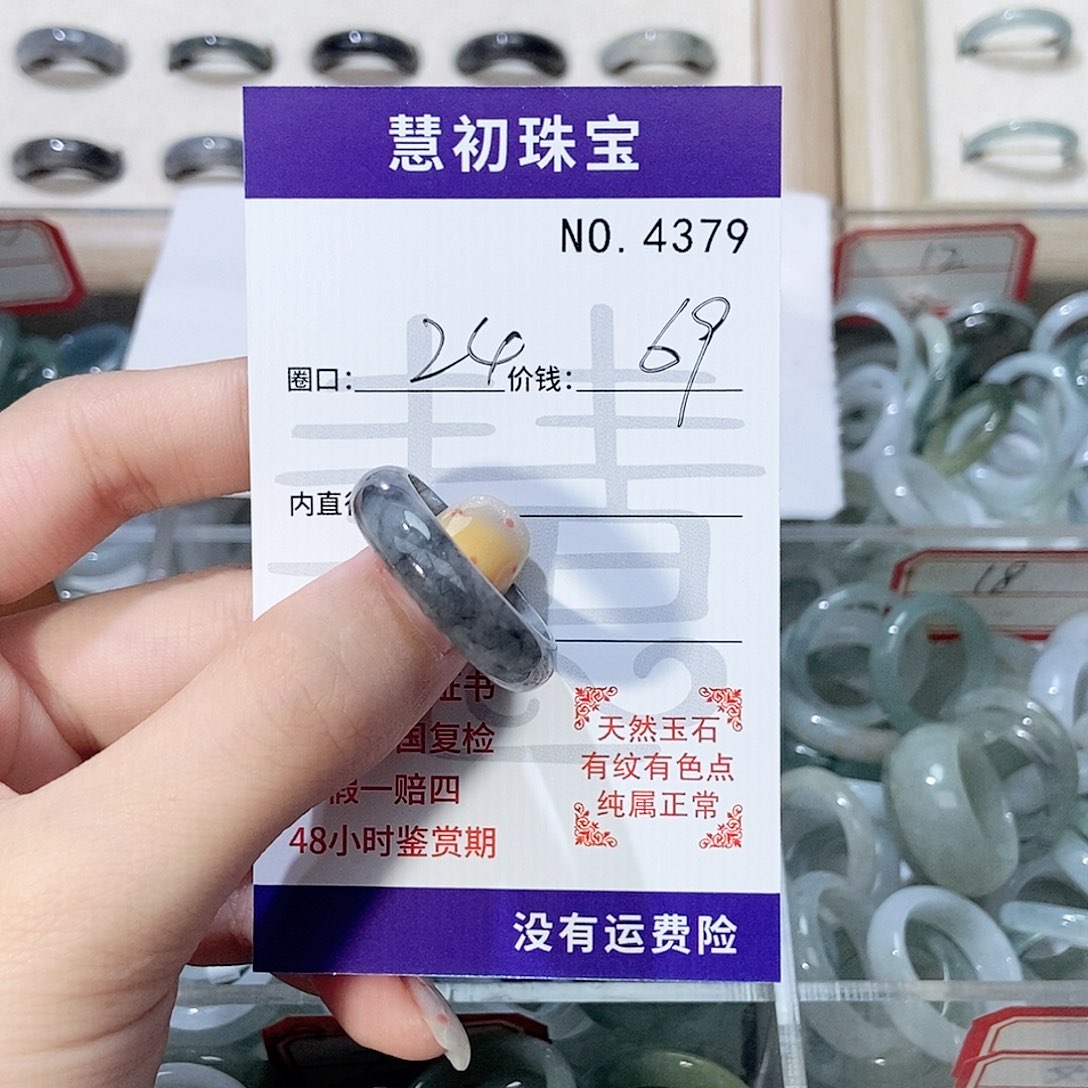 慧初珠宝
NO. 4379
圈口: 24 价钱: 69
内直
证书
国复检
假一赔四
48小时鉴赏期
天然玉石
有纹有色点
纯属正常
没有运费险
12
18